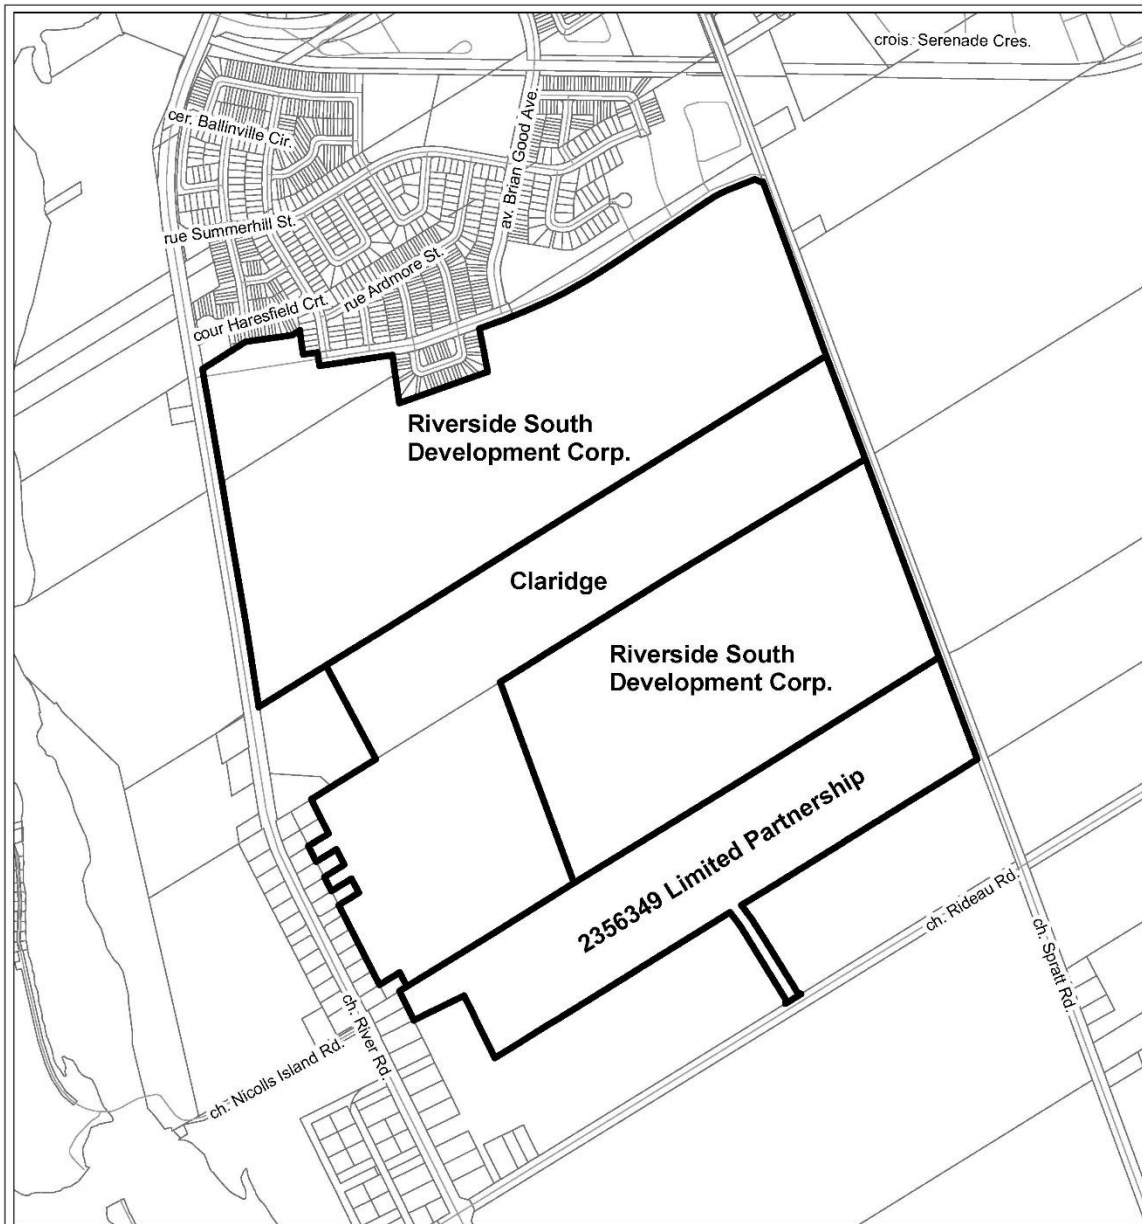 crois. Serenade Cres.
cer. Ballinville Cir.
av. Brian Good Ave.
rue Summerhill St.
rue Ardmore St.
cour Haresfield Crt.
Riverside South
Development Corp.
Claridge
Riverside South
Development Corp.
2356349 Limited Partnership
ch. Rideau Rd.
ch. Spratt Rd.
ch. River Rd.
ch. Nicolls Island Rd.